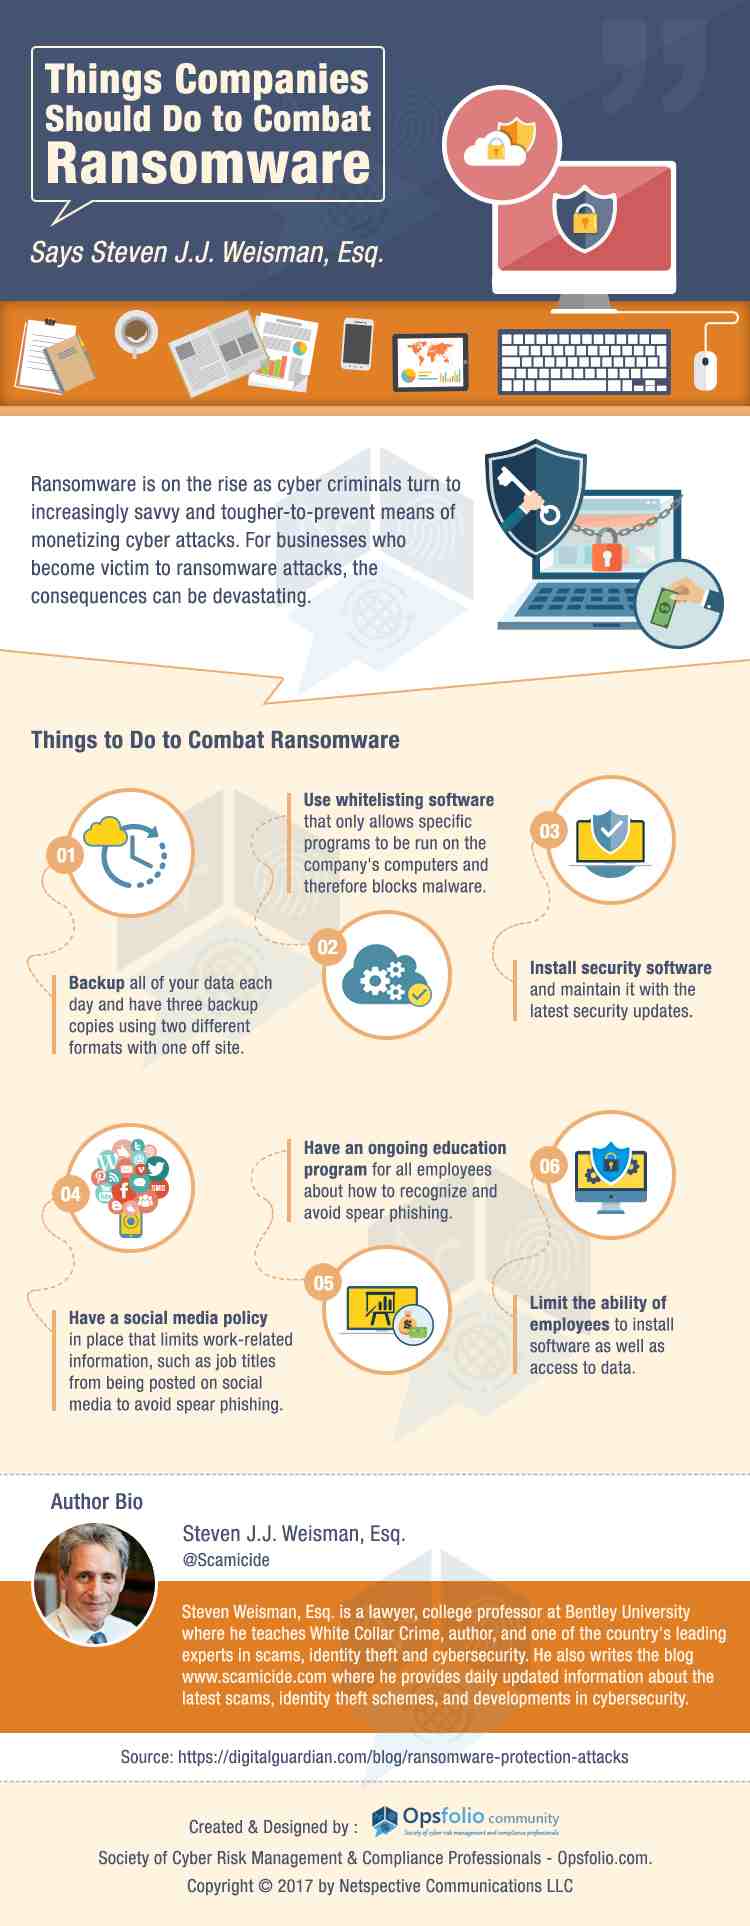 Things Companies
Should Do to Combat
Ransomware
Says Steven J.J. Weisman, Esq.
Ransomware is on the rise as cyber criminals turn to
increasingly savvy and tougher-to-prevent means of
monetizing cyber attacks. For businesses who
become victim to ransomware attacks, the
consequences can be devastating.
Things to Do to Combat Ransomware
01
Backup all of your data each
day and have three backup
copies using two different
formats with one off site.
Use whitelisting software
that only allows specific
programs to be run on the
company's computers and
therefore blocks malware.
02
03
Install security software
and maintain it with the
latest security updates.
04
Have a social media policy
in place that limits work-related
information, such as job titles
from being posted on social
media to avoid spear phishing.
Have an ongoing education
program for all employees
about how to recognize and
avoid spear phishing.
05
06
Limit the ability of
employees to install
software as well as
access to data.
Author Bio
Steven J.J. Weisman, Esq.
@Scamicide
Steven Weisman, Esq. is a lawyer, college professor at Bentley University
where he teaches White Collar Crime, author, and one of the country's leading
experts in scams, identity theft and cybersecurity. He also writes the blog
www.scamicide.com where he provides daily updated information about the
latest scams, identity theft schemes, and developments in cybersecurity.
Source: https://digitalguardian.com/blog/ransomware-protection-attacks
Created & Designed by : Opsfolio community
Society of cyber risk management and compliance professionals
Society of Cyber Risk Management & Compliance Professionals - Opsfolio.com.
Copyright © 2017 by Netspective Communications LLC